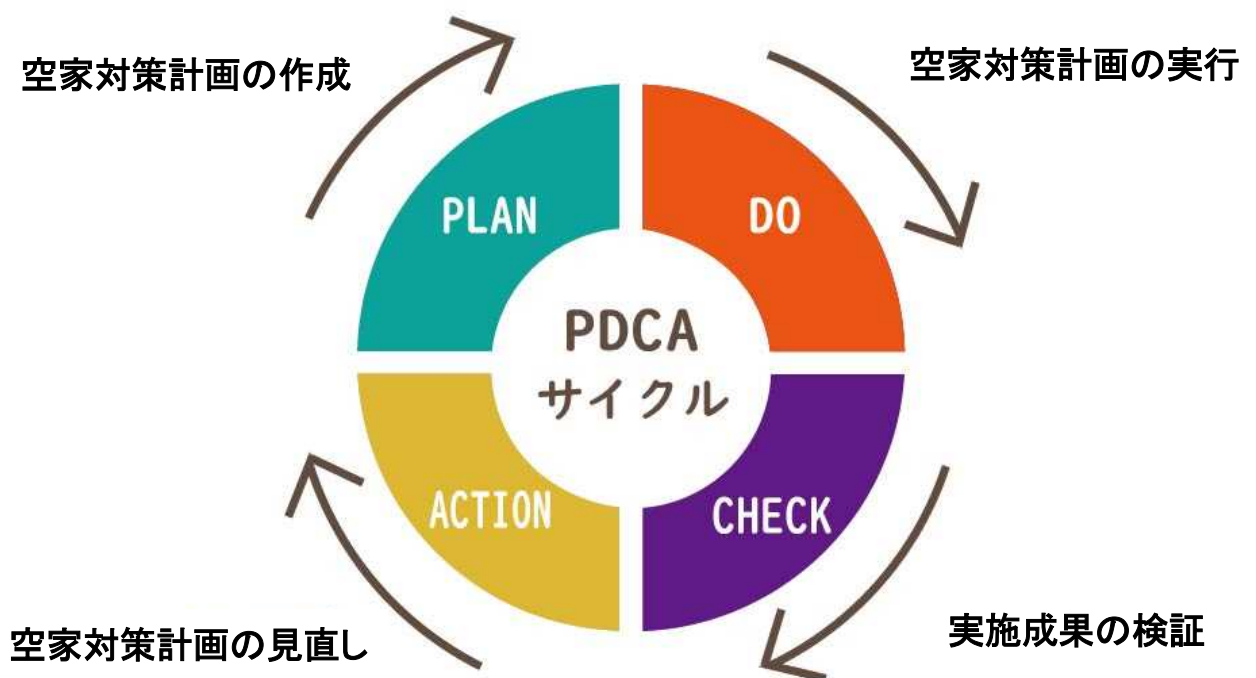 空家対策計画の作成
空家対策計画の実行
PLAN
DO
PDCA
サイクル
ACTION
CHECK
空家対策計画の見直し
実施成果の検証